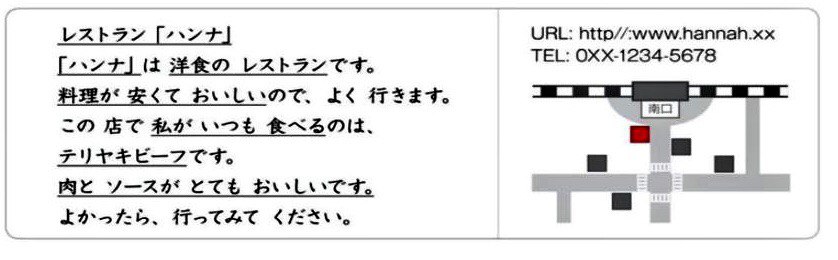 レストラン「ハンナ」
「ハンナ」は 洋食の レストランです。
料理が 安くて おいしいので、よく 行きます。
この 店で 私が いつも 食べるのは、
テリヤキビーフです。
肉と ソースが とても おいしいです。
よかったら、行ってみて ください。
URL: http//:www.hannah.xx
TEL: 0XX-1234-5678
南口